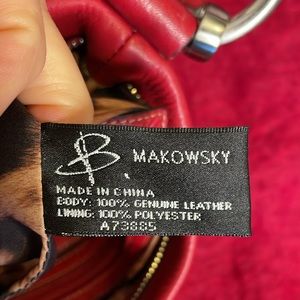 B MAKOWSKY
MADE IN CHINA
BODY: 100% GENUINE LEATHER
LINING: 100% POLYESTER
A73885